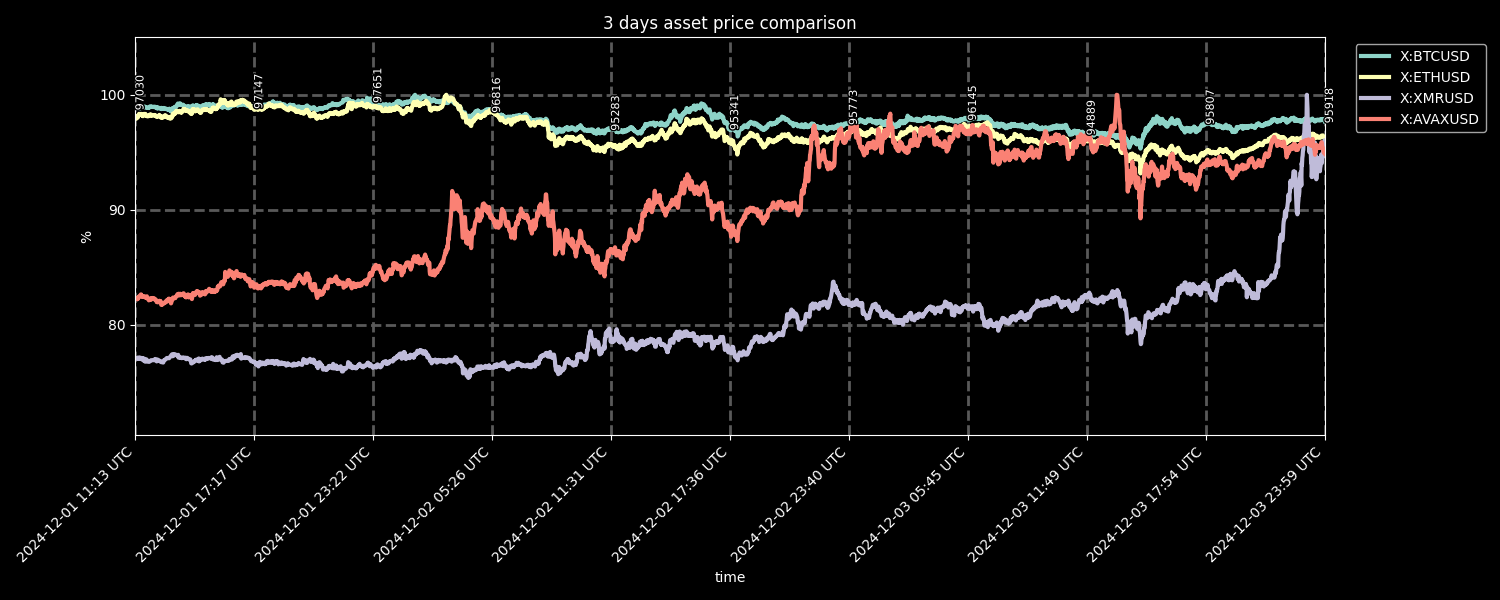 3 days asset price comparison
X:BTCUSD
X:ETHUSD
X:XMRUSD
X:AVAXUSD
100
90
80
%
97030
97147
97651
96816
95283
95341
95773
96145
94889
95807
95918
2024-12-01 11:13 UTC
2024-12-01 17:17 UTC
2024-12-01 23:22 UTC
2024-12-02 05:26 UTC
2024-12-02 11:31 UTC
2024-12-02 17:36 UTC
2024-12-02 23:40 UTC
2024-12-03 05:45 UTC
2024-12-03 11:49 UTC
2024-12-03 17:54 UTC
2024-12-03 23:59 UTC
time